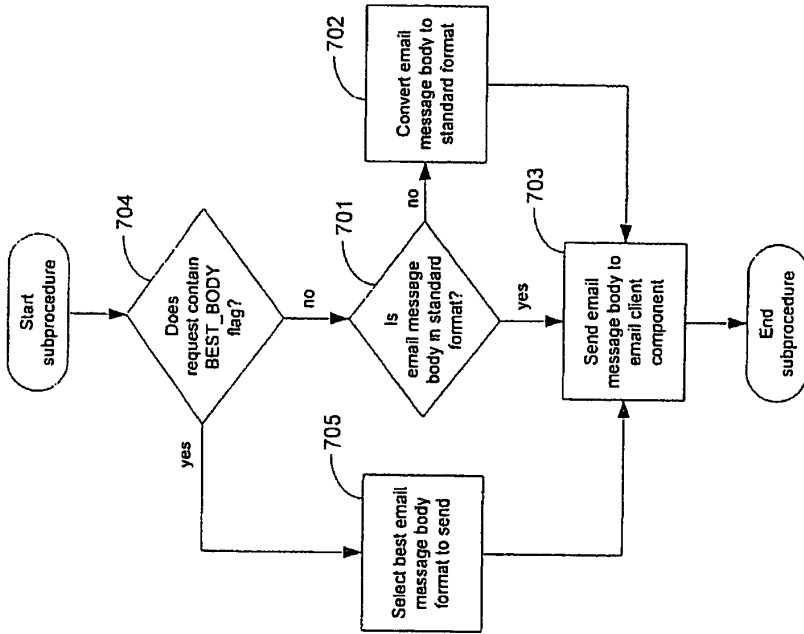 Start
subprocedure
704
Does
request contain
BEST_BODY
flag?
yes
no
705
Select best email
message body
format to send
701
Is
email message
body in standard
format?
no
yes
702
Convert email
message body to
standard format
703
Send email
message body to
email client
component
End
subprocedure